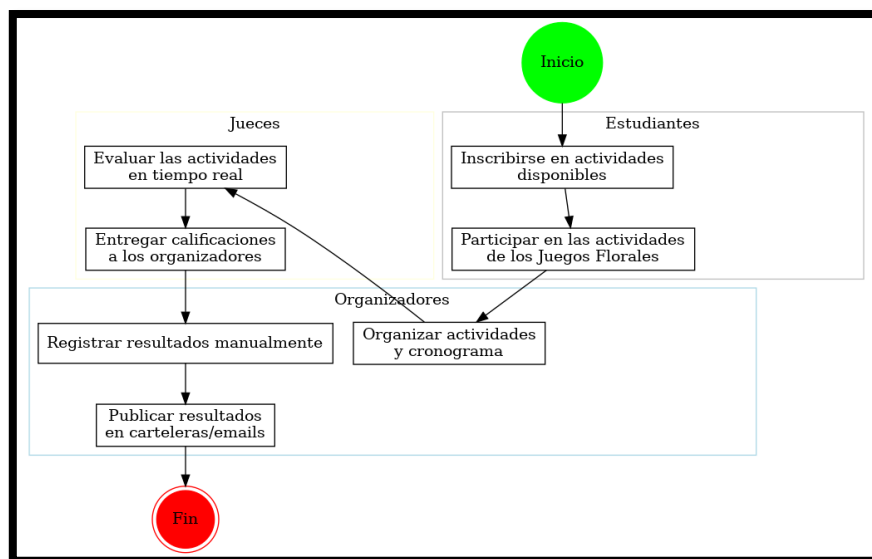 Inicio
Jueces
Estudiantes
Evaluar las actividades
en tiempo real
Inscribirse en actividades
disponibles
Entregar calificaciones
a los organizadores
Participar en las actividades
de los Juegos Florales
Organizadores
Registrar resultados manualmente
Organizar actividades
y cronograma
Publicar resultados
en carteleras/emails
Fin